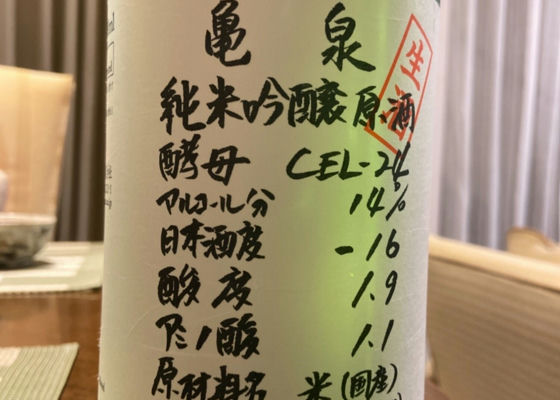 亀泉
純米吟醸原酒
生酒
酵母 CEL-24
アルコール分 14%
日本酒度 -16
酸度 1.9
アミノ酸 1.1
原材料名 米(国産)